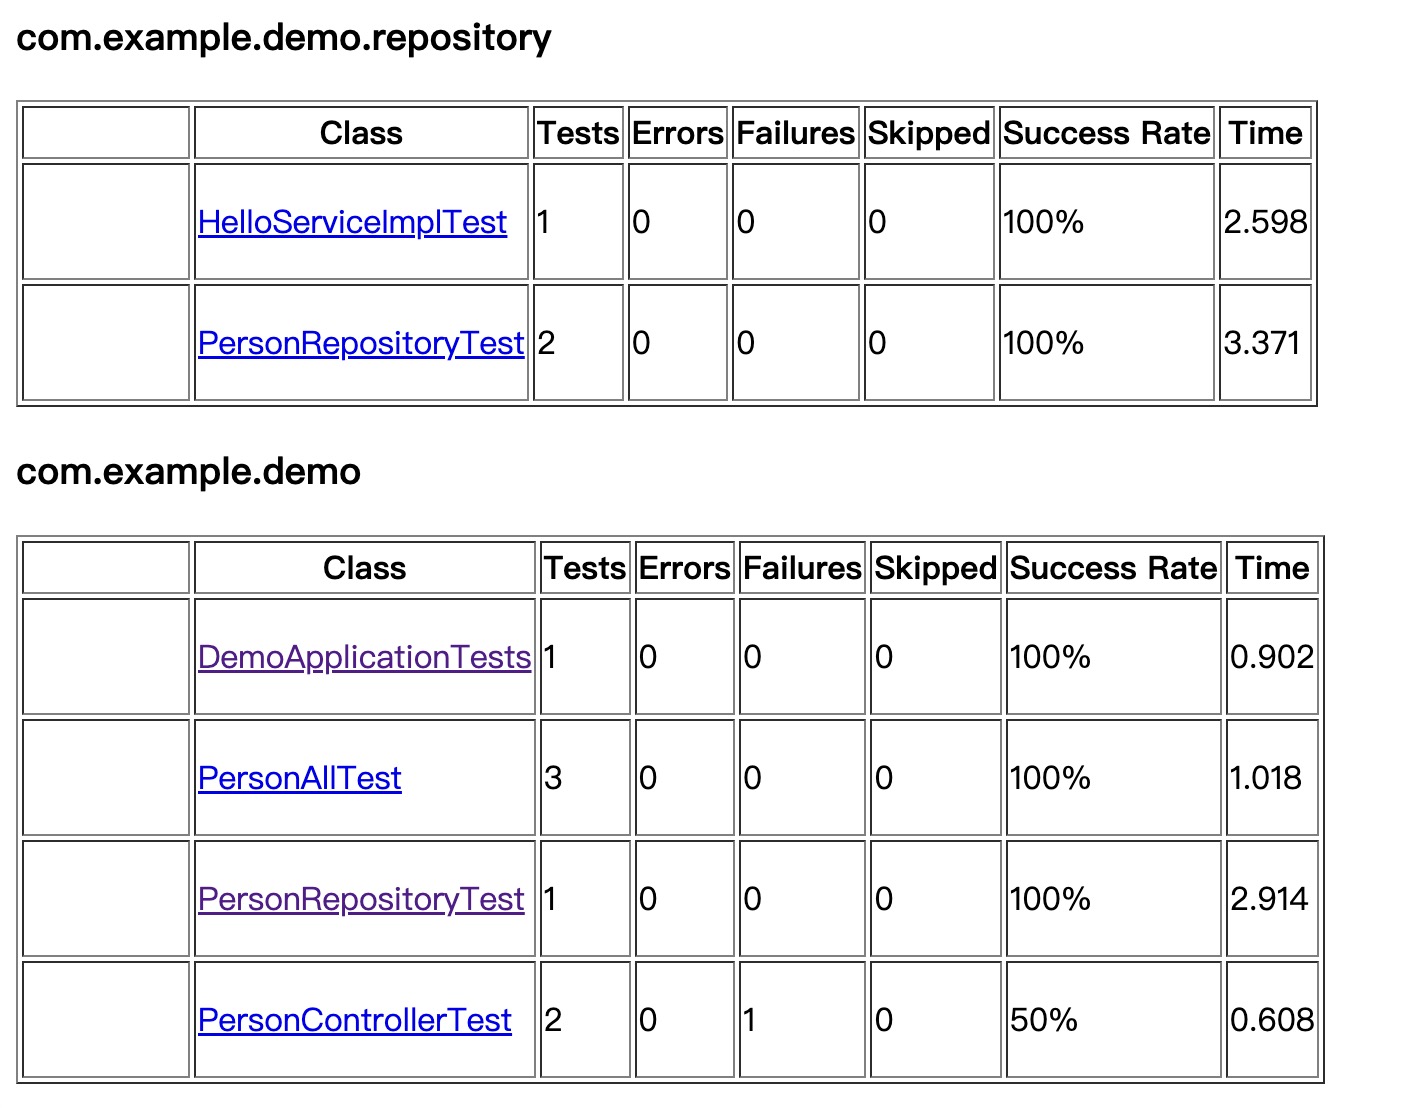 com.example.demo.repository
Class Tests Errors Failures Skipped Success Rate Time
HelloServiceImplTest 1 0 0 0 100% 2.598
PersonRepositoryTest 2 0 0 0 100% 3.371
com.example.demo
Class Tests Errors Failures Skipped Success Rate Time
DemoApplicationTests 1 0 0 0 100% 0.902
PersonAllTest 3 0 0 0 100% 1.018
PersonRepositoryTest 1 0 0 0 100% 2.914
PersonControllerTest 2 0 1 0 50% 0.608